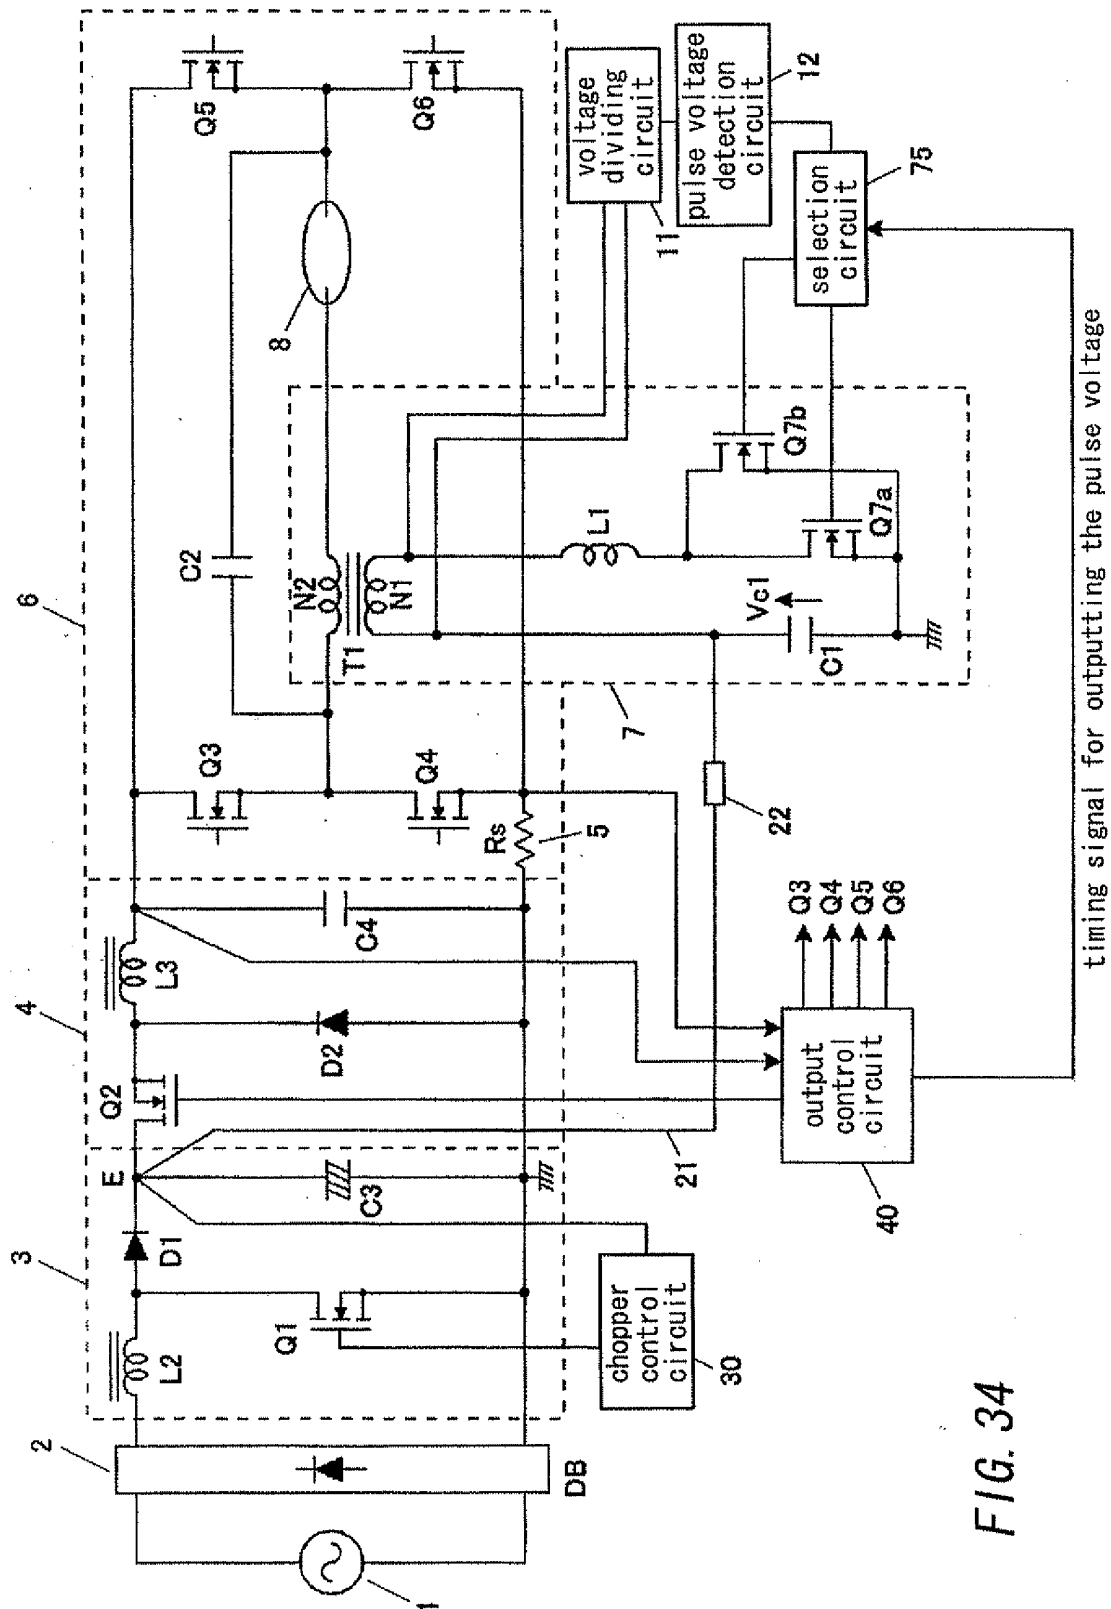 6
4
3
2
1
DB
L2
Q1
D1
E
C3
Q2
D2
L3
C4
Rs
5
Q3
Q4
C2
8
Q5
Q6
N2
T1
N1
7
L1
Vc1
C1
Q7a
Q7b
22
21
voltage
dividing
circuit
11
pulse voltage
detection
circuit
12
selection
circuit
75
chopper
control
circuit
30
output
control
circuit
40
Q3
Q4
Q5
Q6
timing signal for outputting the pulse voltage
FIG. 34